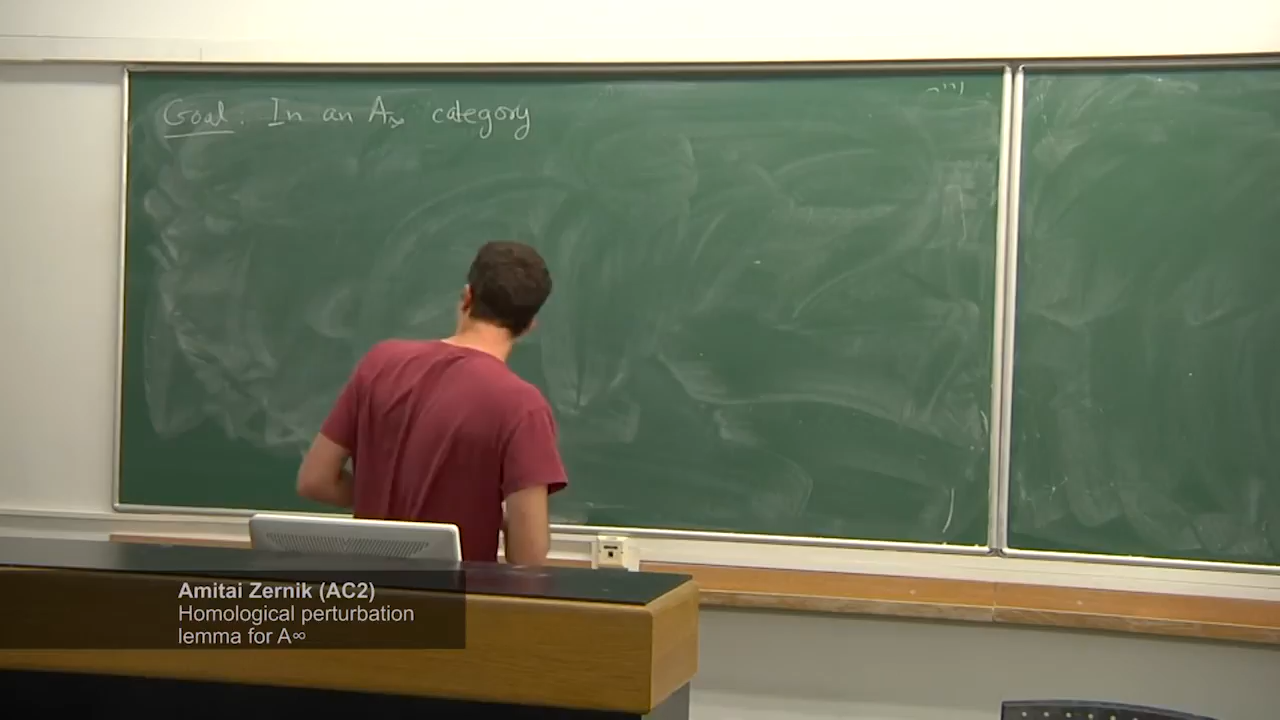 Goal: In an A∞ category
Amitai Zernik (AC2)
Homological perturbation
lemma for A∞